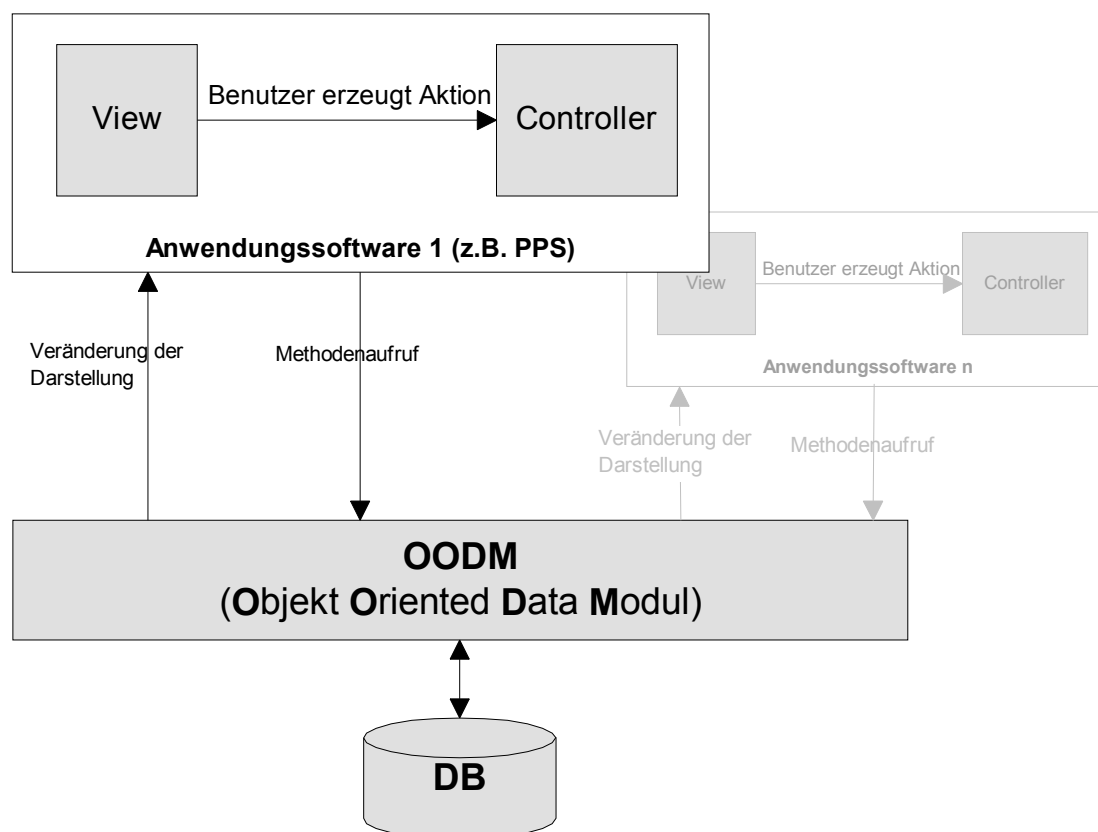 View
Benutzer erzeugt Aktion
Controller
Anwendungssoftware 1 (z.B. PPS)
View
Benutzer erzeugt Aktion
Controller
Anwendungssoftware n
Veränderung der
Darstellung
Methodenaufruf
Veränderung der
Darstellung
Methodenaufruf
OODM
(Objekt Oriented Data Modul)
DB